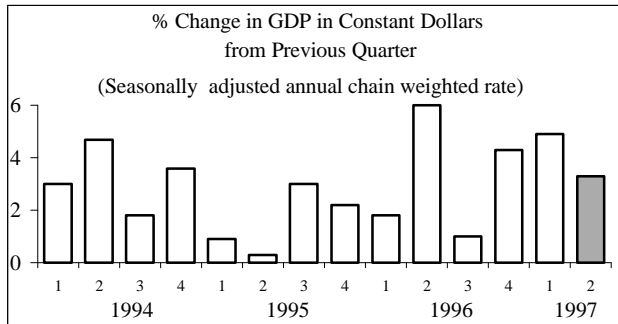 % Change in GDP in Constant Dollars
from Previous Quarter
(Seasonally adjusted annual chain weighted rate)
6
4
2
0
1 2 3 4 1 2 3 4 1 2 3 4 1 2
1994 1995 1996 1997